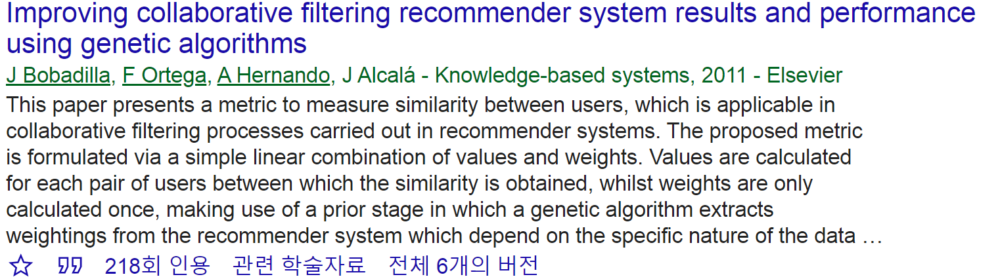 Improving collaborative filtering recommender system results and performance
using genetic algorithms
J Bobadilla, F Ortega, A Hernando, J Alcalá - Knowledge-based systems, 2011 - Elsevier
This paper presents a metric to measure similarity between users, which is applicable in
collaborative filtering processes carried out in recommender systems. The proposed metric
is formulated via a simple linear combination of values and weights. Values are calculated
for each pair of users between which the similarity is obtained, whilst weights are only
calculated once, making use of a prior stage in which a genetic algorithm extracts
weightings from the recommender system which depend on the specific nature of the data …
218회 인용 관련 학술자료 전체 6개의 버전